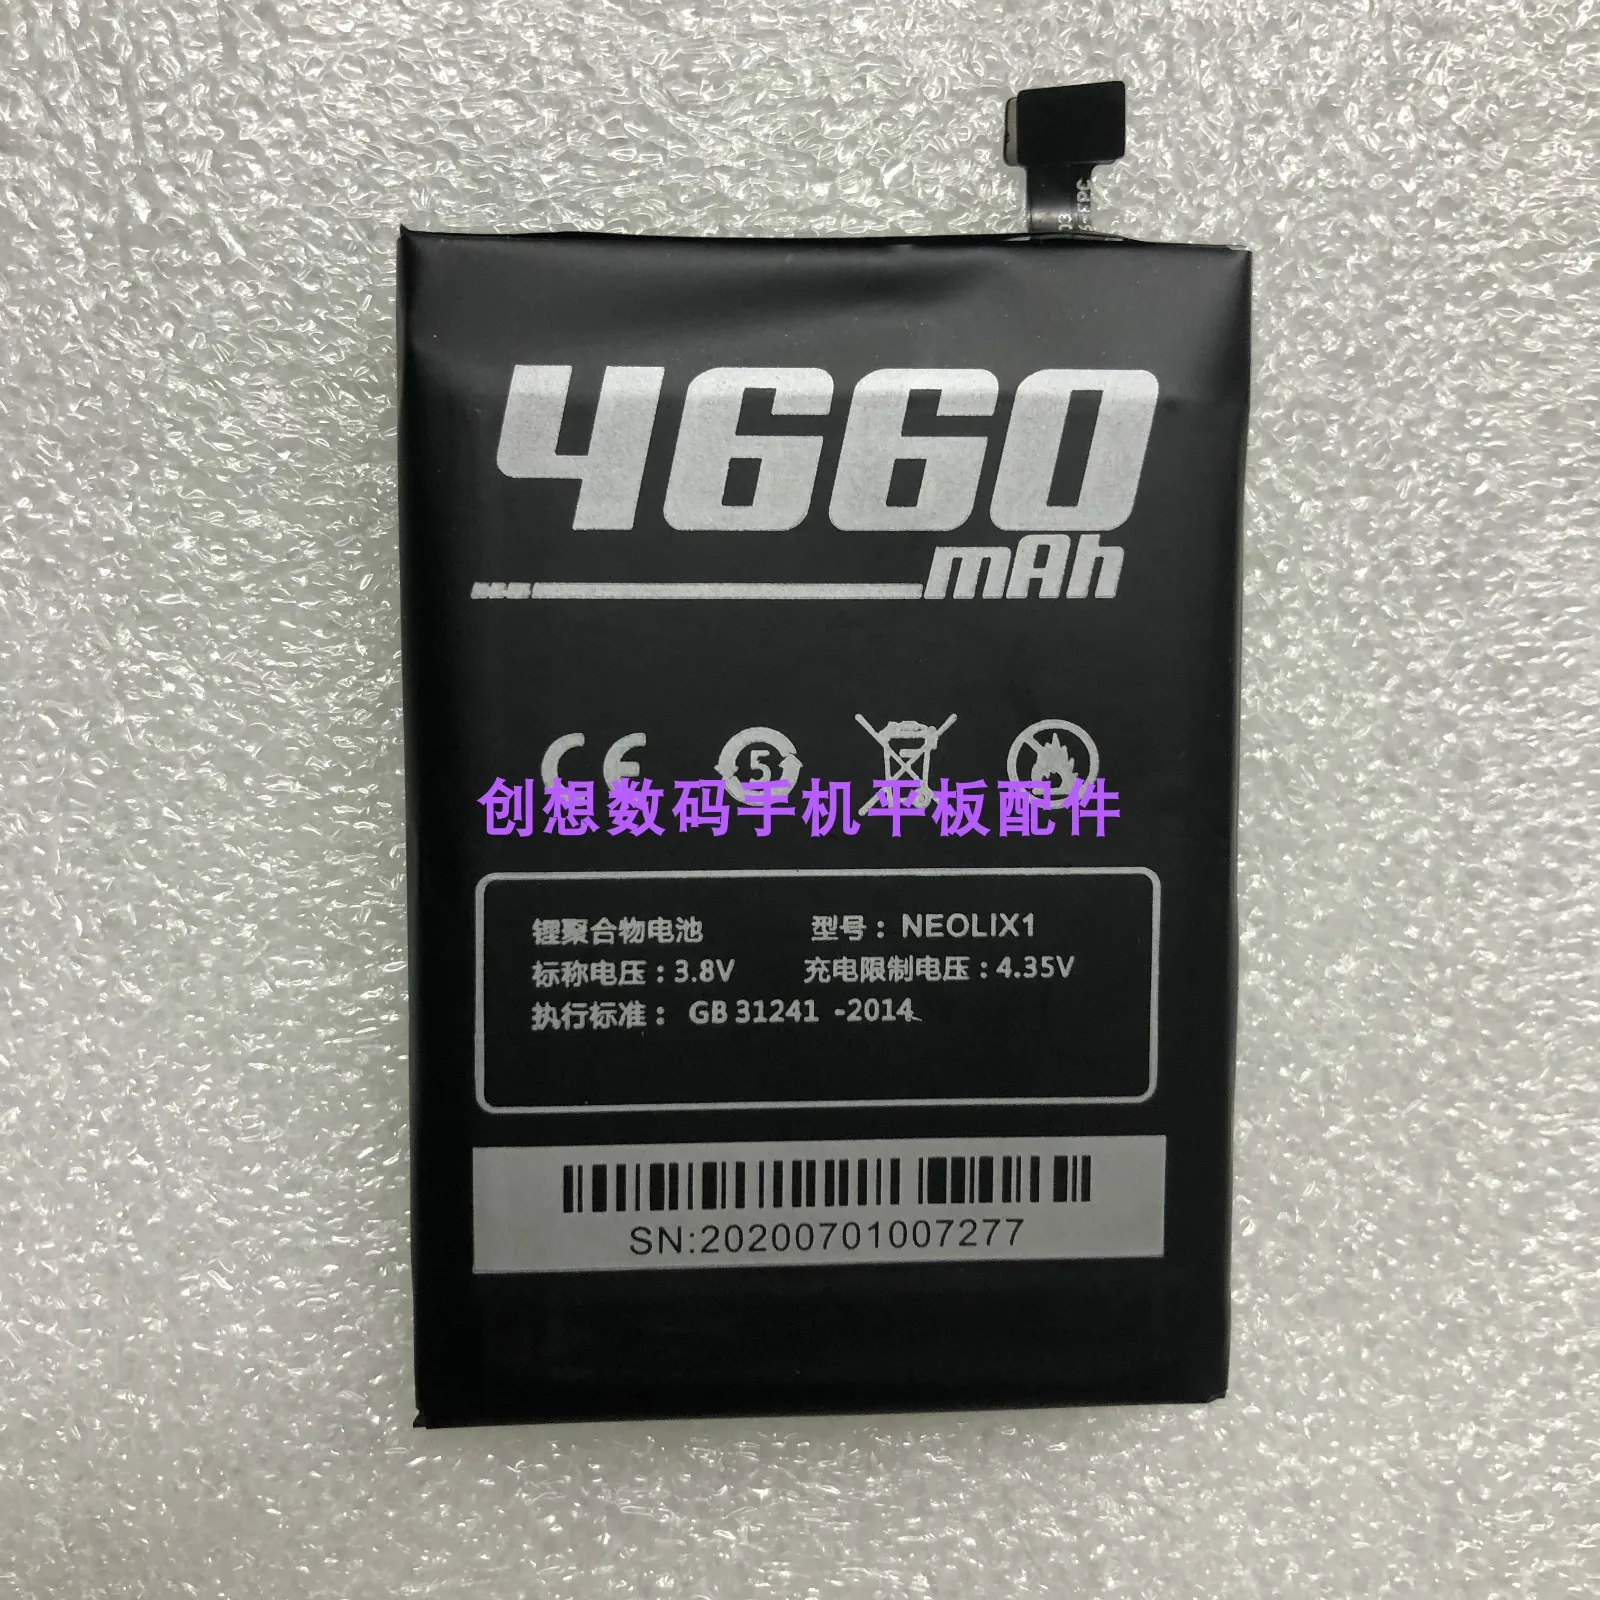 4660
mAh
CE 5
创想数码手机平板配件
锂聚合物电池 型号：NEOLIX1
标称电压：3.8V 充电限制电压：4.35V
执行标准： GB 31241 -2014
SN:20200701007277